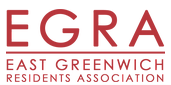 EGRA
EAST GREENWICH
RESIDENTS ASSOCIATION